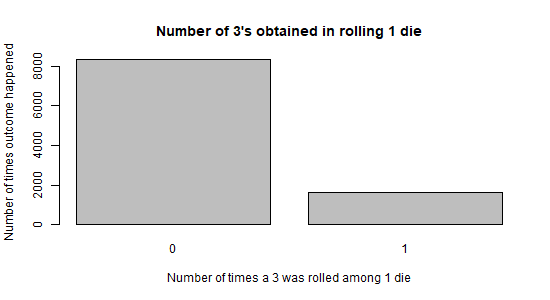 Number of 3's obtained in rolling 1 die
Number of times outcome happened
8000
6000
4000
2000
0
0 1
Number of times a 3 was rolled among 1 die